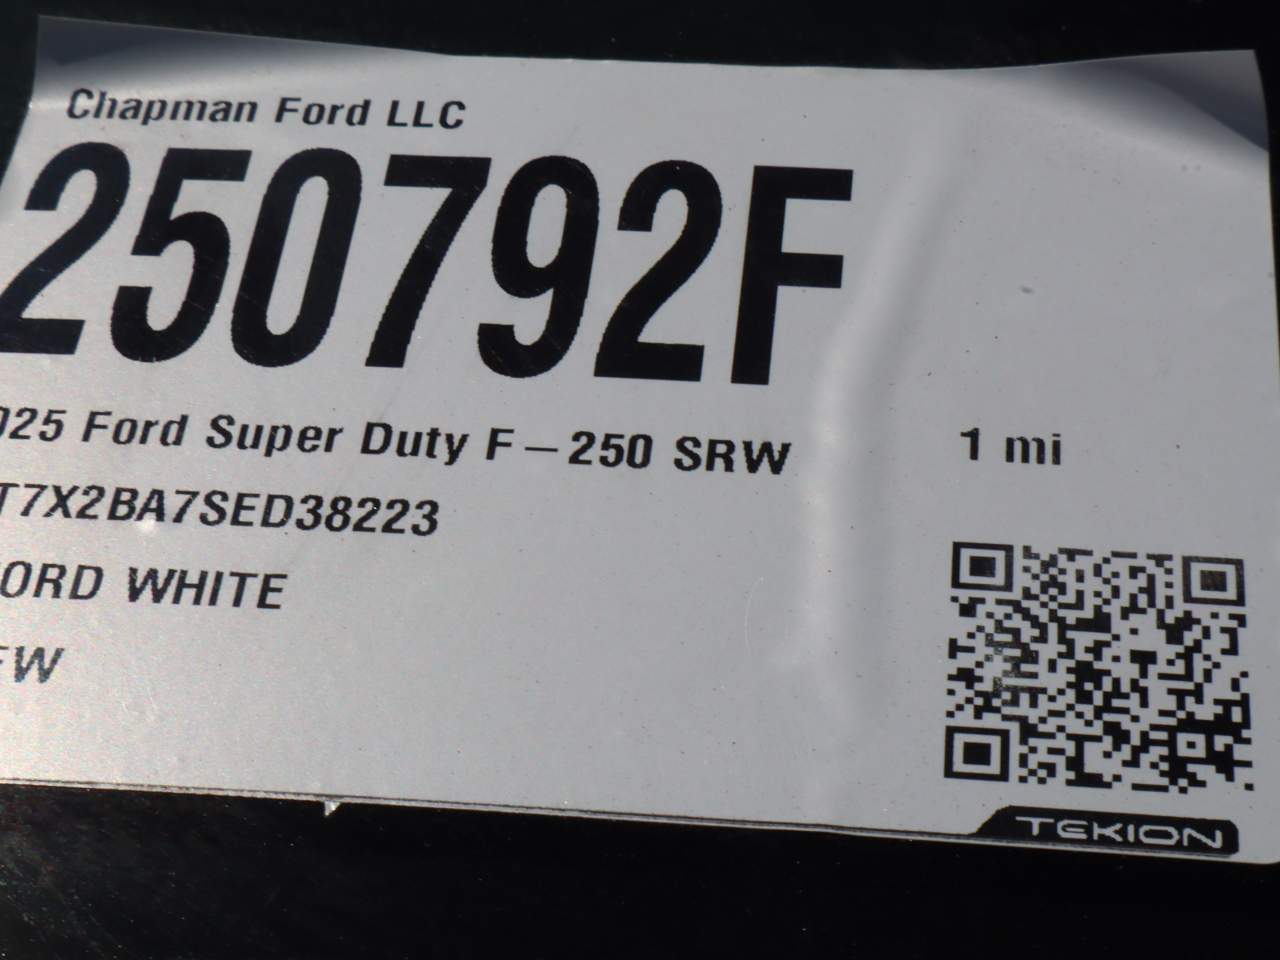 Chapman Ford LLC
250792F
025 Ford Super Duty F-250 SRW
1 mi
T7X2BA7SED38223
ORD WHITE
EW
TEKION